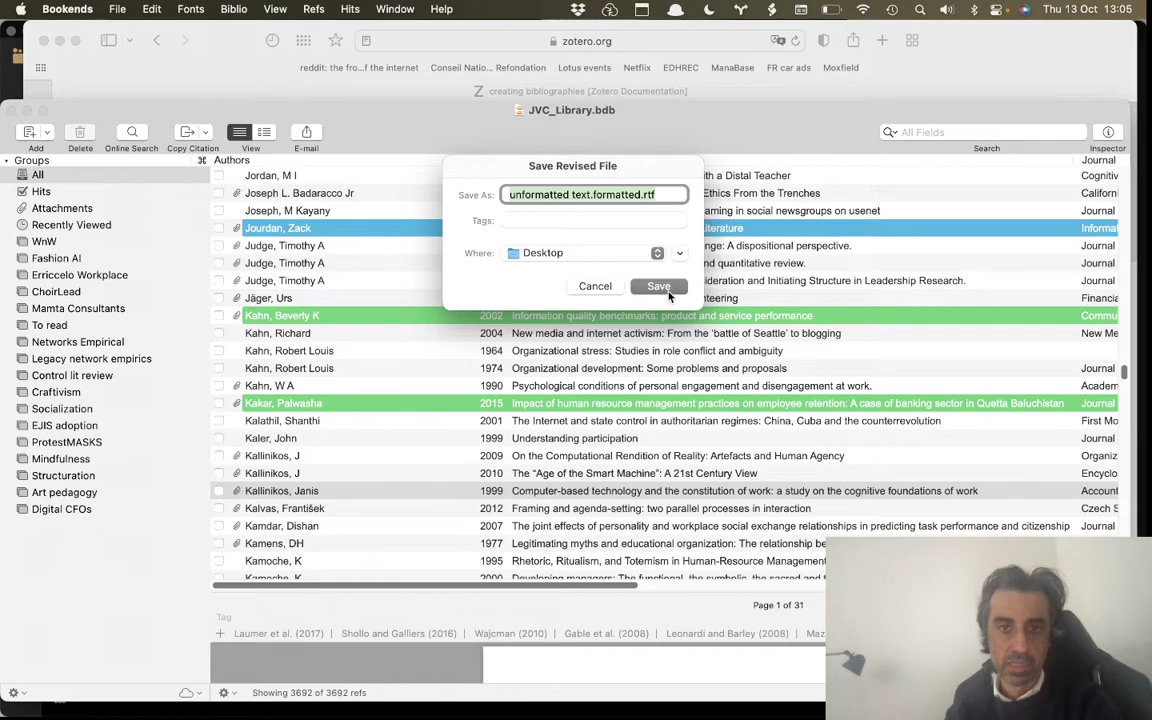 Bookends File Edit Fonts Biblio View Refs Hits Window Help Thu 13 Oct 13:05
zotero.org
reddit: the fro...f the internet Conseil Natio... Refondation Lotus events Netflix EDHREC ManaBase FR car ads Moxfield
Z creating bibliographies [Zotero Documentation]
JVC_Library.bdb
All Fields
Add Delete Online Search Copy Citation View E-mail Search Inspector
Groups
All
Hits
Attachments
Recently Viewed
WnW
Fashion AI
Erriccelo Workplace
ChoirLead
Mamta Consultants
To read
Networks Empirical
Legacy network empirics
Control lit review
Craftivism
Socialization
EJIS adoption
ProtestMASKS
Mindfulness
Structuration
Art pedagogy
Digital CFOs
Save Revised File
Save As: unformatted text.formatted.rtf
Tags:
Where: Desktop
Cancel Save
Authors Journal
Jordan, M I with a Distant Teacher Cognitiv
Joseph L. Badaracco Jr Ethics From the Trenches Californ
Joseph, M Kayany aming in social newsgroups on usenet
Jourdan, Zack iterature Informat
Judge, Timothy A nge: A dispositional perspective.
Judge, Timothy A and quantitative review.
Judge, Timothy A Consideration and Initiating Structure in Leadership Research.
Jäger, Urs neering Financia
Kahn, Beverly K 2002 Information quality benchmarks: product and service performance Commu
Kahn, Richard 2004 New media and internet activism: From the 'battle of Seattle' to blogging New Me
Kahn, Robert Louis 1964 Organizational stress: Studies in role conflict and ambiguity
Kahn, Robert Louis 1974 Organizational development: Some problems and proposals Journal
Kahn, W A 1990 Psychological conditions of personal engagement and disengagement at work. Academ
Kakar, Palwasha 2015 Impact of human resource management practices on employee retention: A case of banking sector in Quetta Baluchistan Journal
Kalathil, Shanthi 2001 The Internet and state control in authoritarian regimes: China, Cuba and the counterrevolution First Mo
Kaler, John 1999 Understanding participation Journal
Kallinikos, J 2009 On the Computational Rendition of Reality: Artefacts and Human Agency Organiz
Kallinikos, J 2010 The "Age of the Smart Machine": A 21st Century View Encyclo
Kallinikos, Janis 1999 Computer-based technology and the constitution of work: a study on the cognitive foundations of work Account
Kalvas, František 2012 Framing and agenda-setting: two parallel processes in interaction Czech S
Kamdar, Dishan 2007 The joint effects of personality and workplace social exchange relationships in predicting task performance and citizenship Journal
Kamens, DH 1977 Legitimating myths and educational organization: The relationship be
Kamoche, K 1995 Rhetoric, Ritualism, and Totemism in Human-Resource Management
Kamoche, K 2000 Developing managers: The functional, the symbolic, the sacred and
Page 1 of 31
Tag
+ Laumer et al. (2017) | Shollo and Galliers (2016) | Wajcman (2010) | Gable et al. (2008) | Leonardi and Barley (2008) | Maz
Showing 3692 of 3692 refs